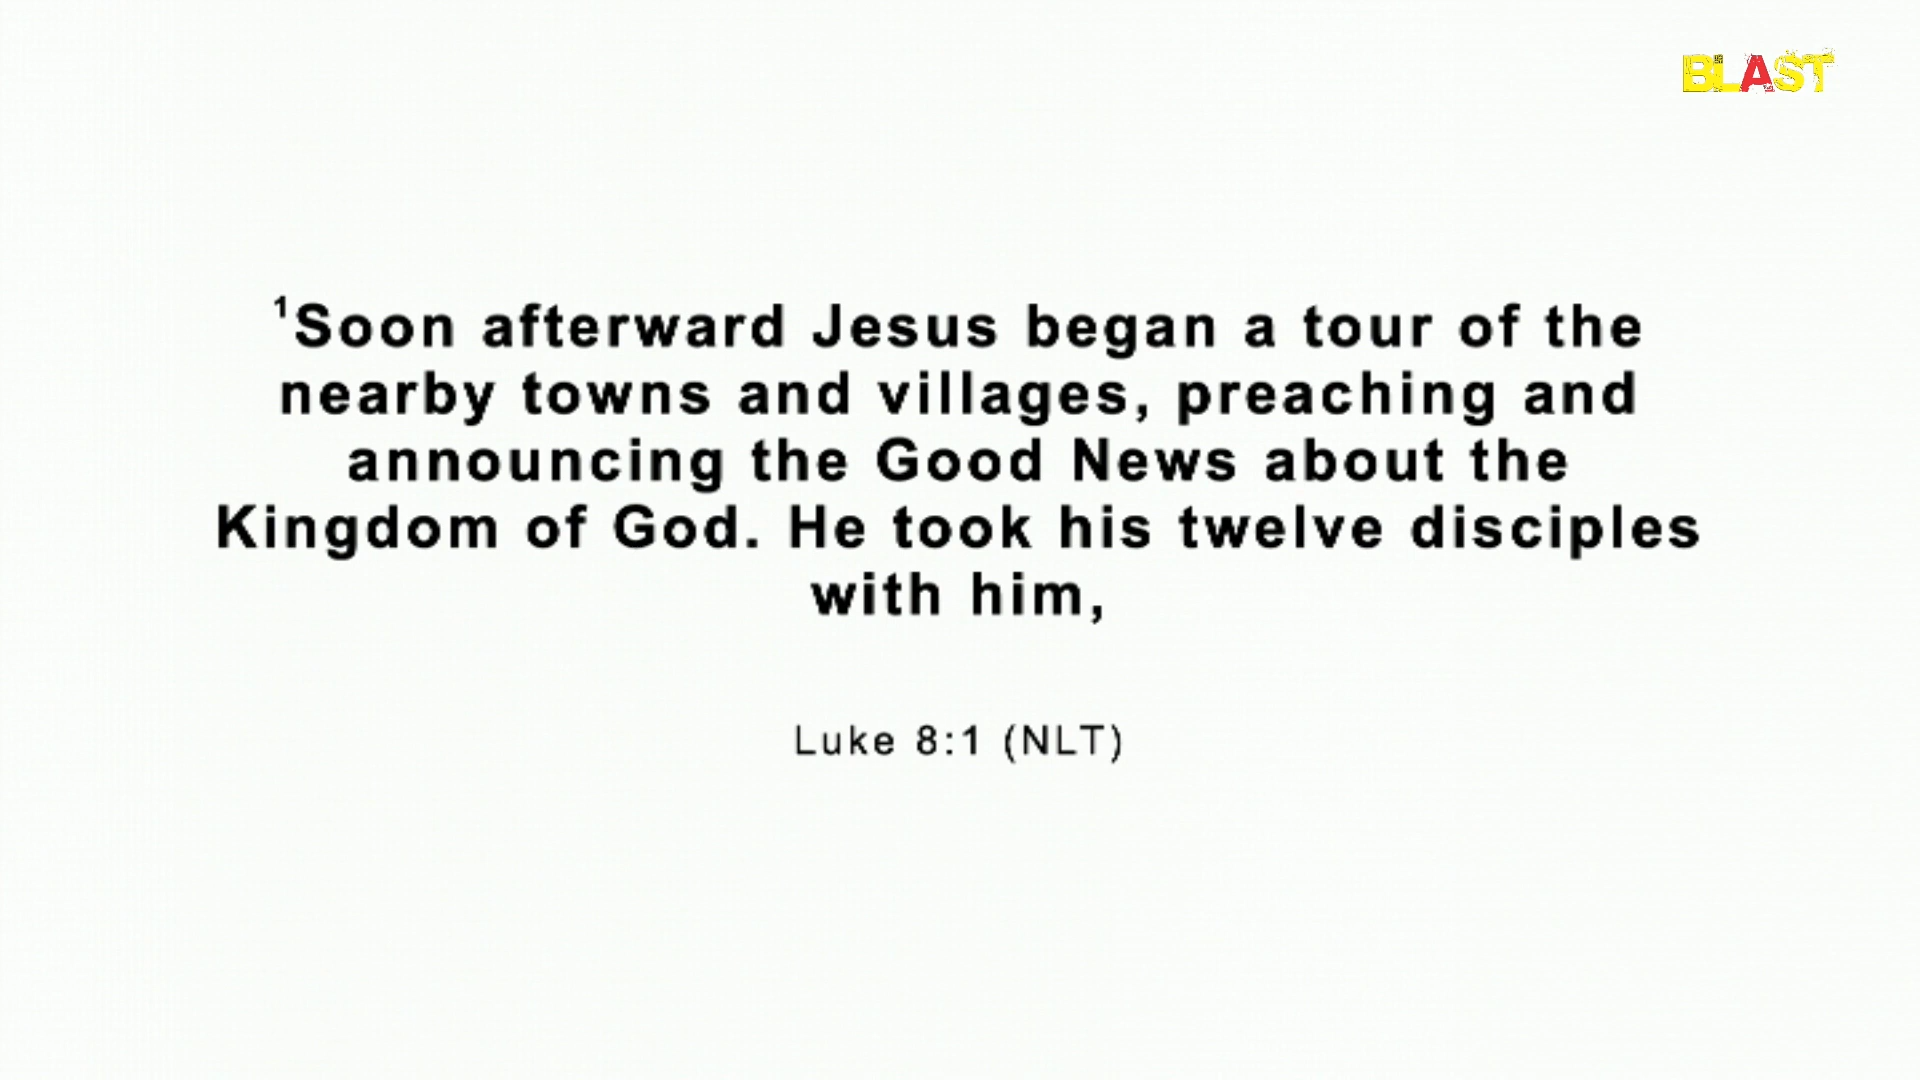 BLAST
¹Soon afterward Jesus began a tour of the
nearby towns and villages, preaching and
announcing the Good News about the
Kingdom of God. He took his twelve disciples
with him,
Luke 8:1 (NLT)